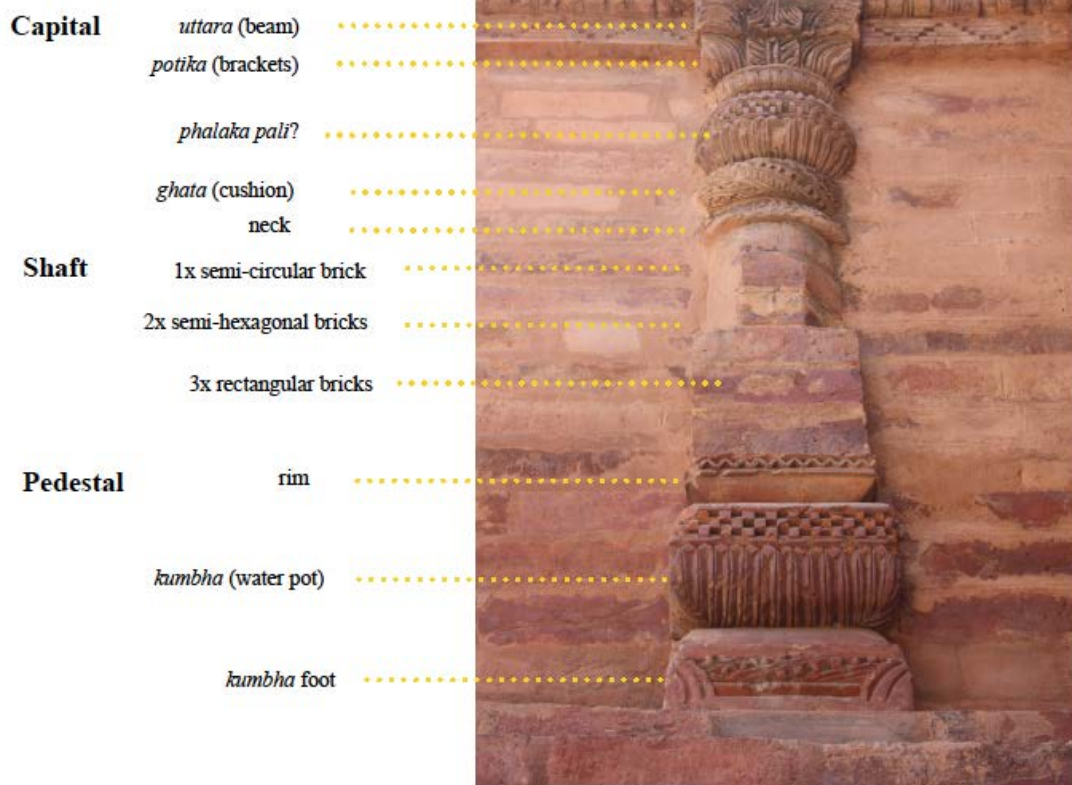 Capital
uttara (beam)
potika (brackets)
phalaka pali?
ghata (cushion)
neck
Shaft
1x semi-circular brick
2x semi-hexagonal bricks
3x rectangular bricks
Pedestal
rim
kumbha (water pot)
kumbha foot